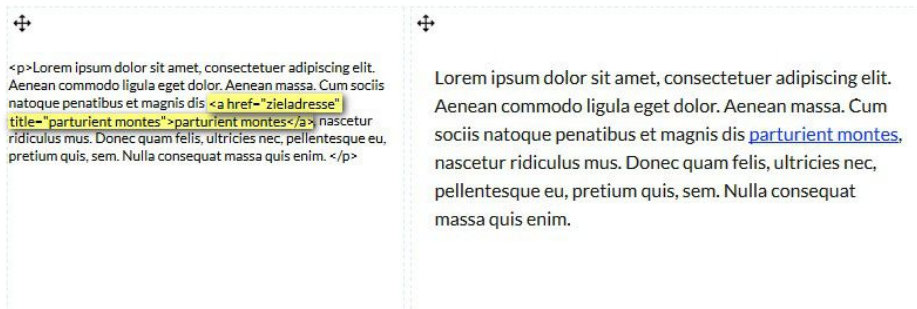 <p>Lorem ipsum dolor sit amet, consectetuer adipiscing elit.
Aenean commodo ligula eget dolor. Aenean massa. Cum sociis
natoque penatibus et magnis dis <a href="zieladresse"
title="parturient montes">parturient montes</a>, nascetur
ridiculus mus. Donec quam felis, ultricies nec, pellentesque eu,
pretium quis, sem. Nulla consequat massa quis enim. </p>
Lorem ipsum dolor sit amet, consectetuer adipiscing elit.
Aenean commodo ligula eget dolor. Aenean massa. Cum
sociis natoque penatibus et magnis dis parturient montes,
nascetur ridiculus mus. Donec quam felis, ultricies nec,
pellentesque eu, pretium quis, sem. Nulla consequat
massa quis enim.